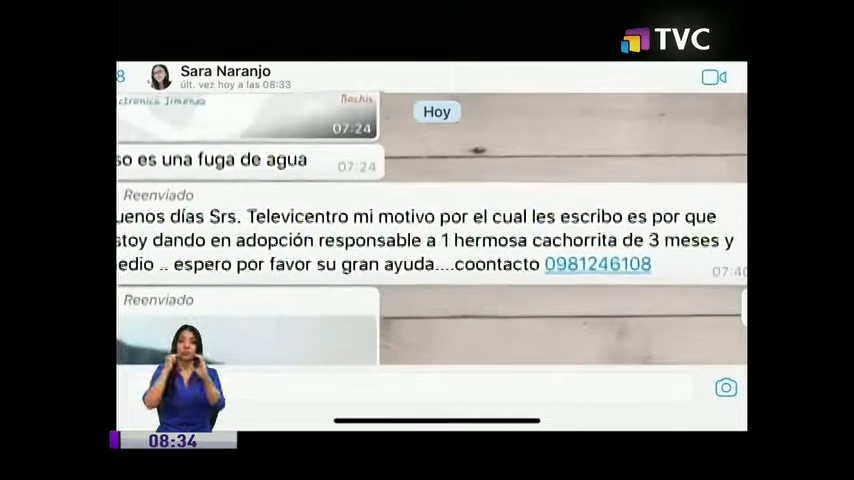 TVC
8
Sara Naranjo
últ. vez hoy a las 08:33
ctronica Jiménez
07:24
Hoy
so es una fuga de agua
07:24
Reenviado
uenos días Srs. Televicentro mi motivo por el cual les escribo es por que
stoy dando en adopción responsable a 1 hermosa cachorrita de 3 meses y
edio .. espero por favor su gran ayuda....coontacto 0981246108
07:40
Reenviado
08:34